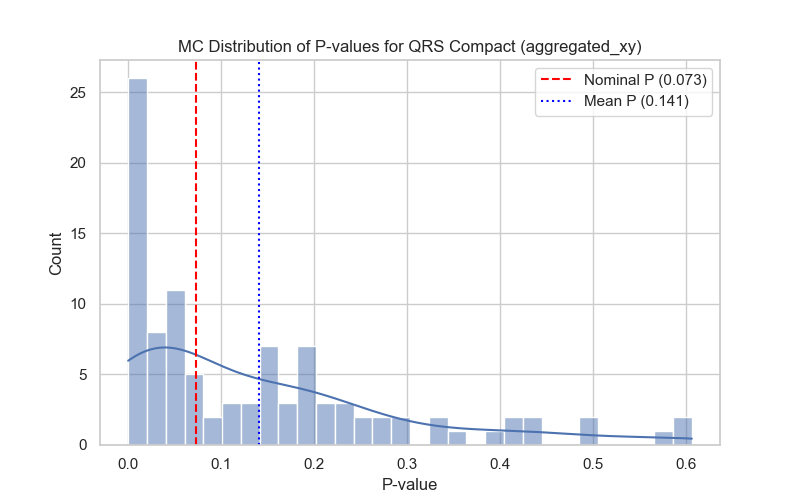 MC Distribution of P-values for QRS Compact (aggregated_xy)
Nominal P (0.073)
Mean P (0.141)
25
20
15
10
5
0
Count
0.0 0.1 0.2 0.3 0.4 0.5 0.6
P-value